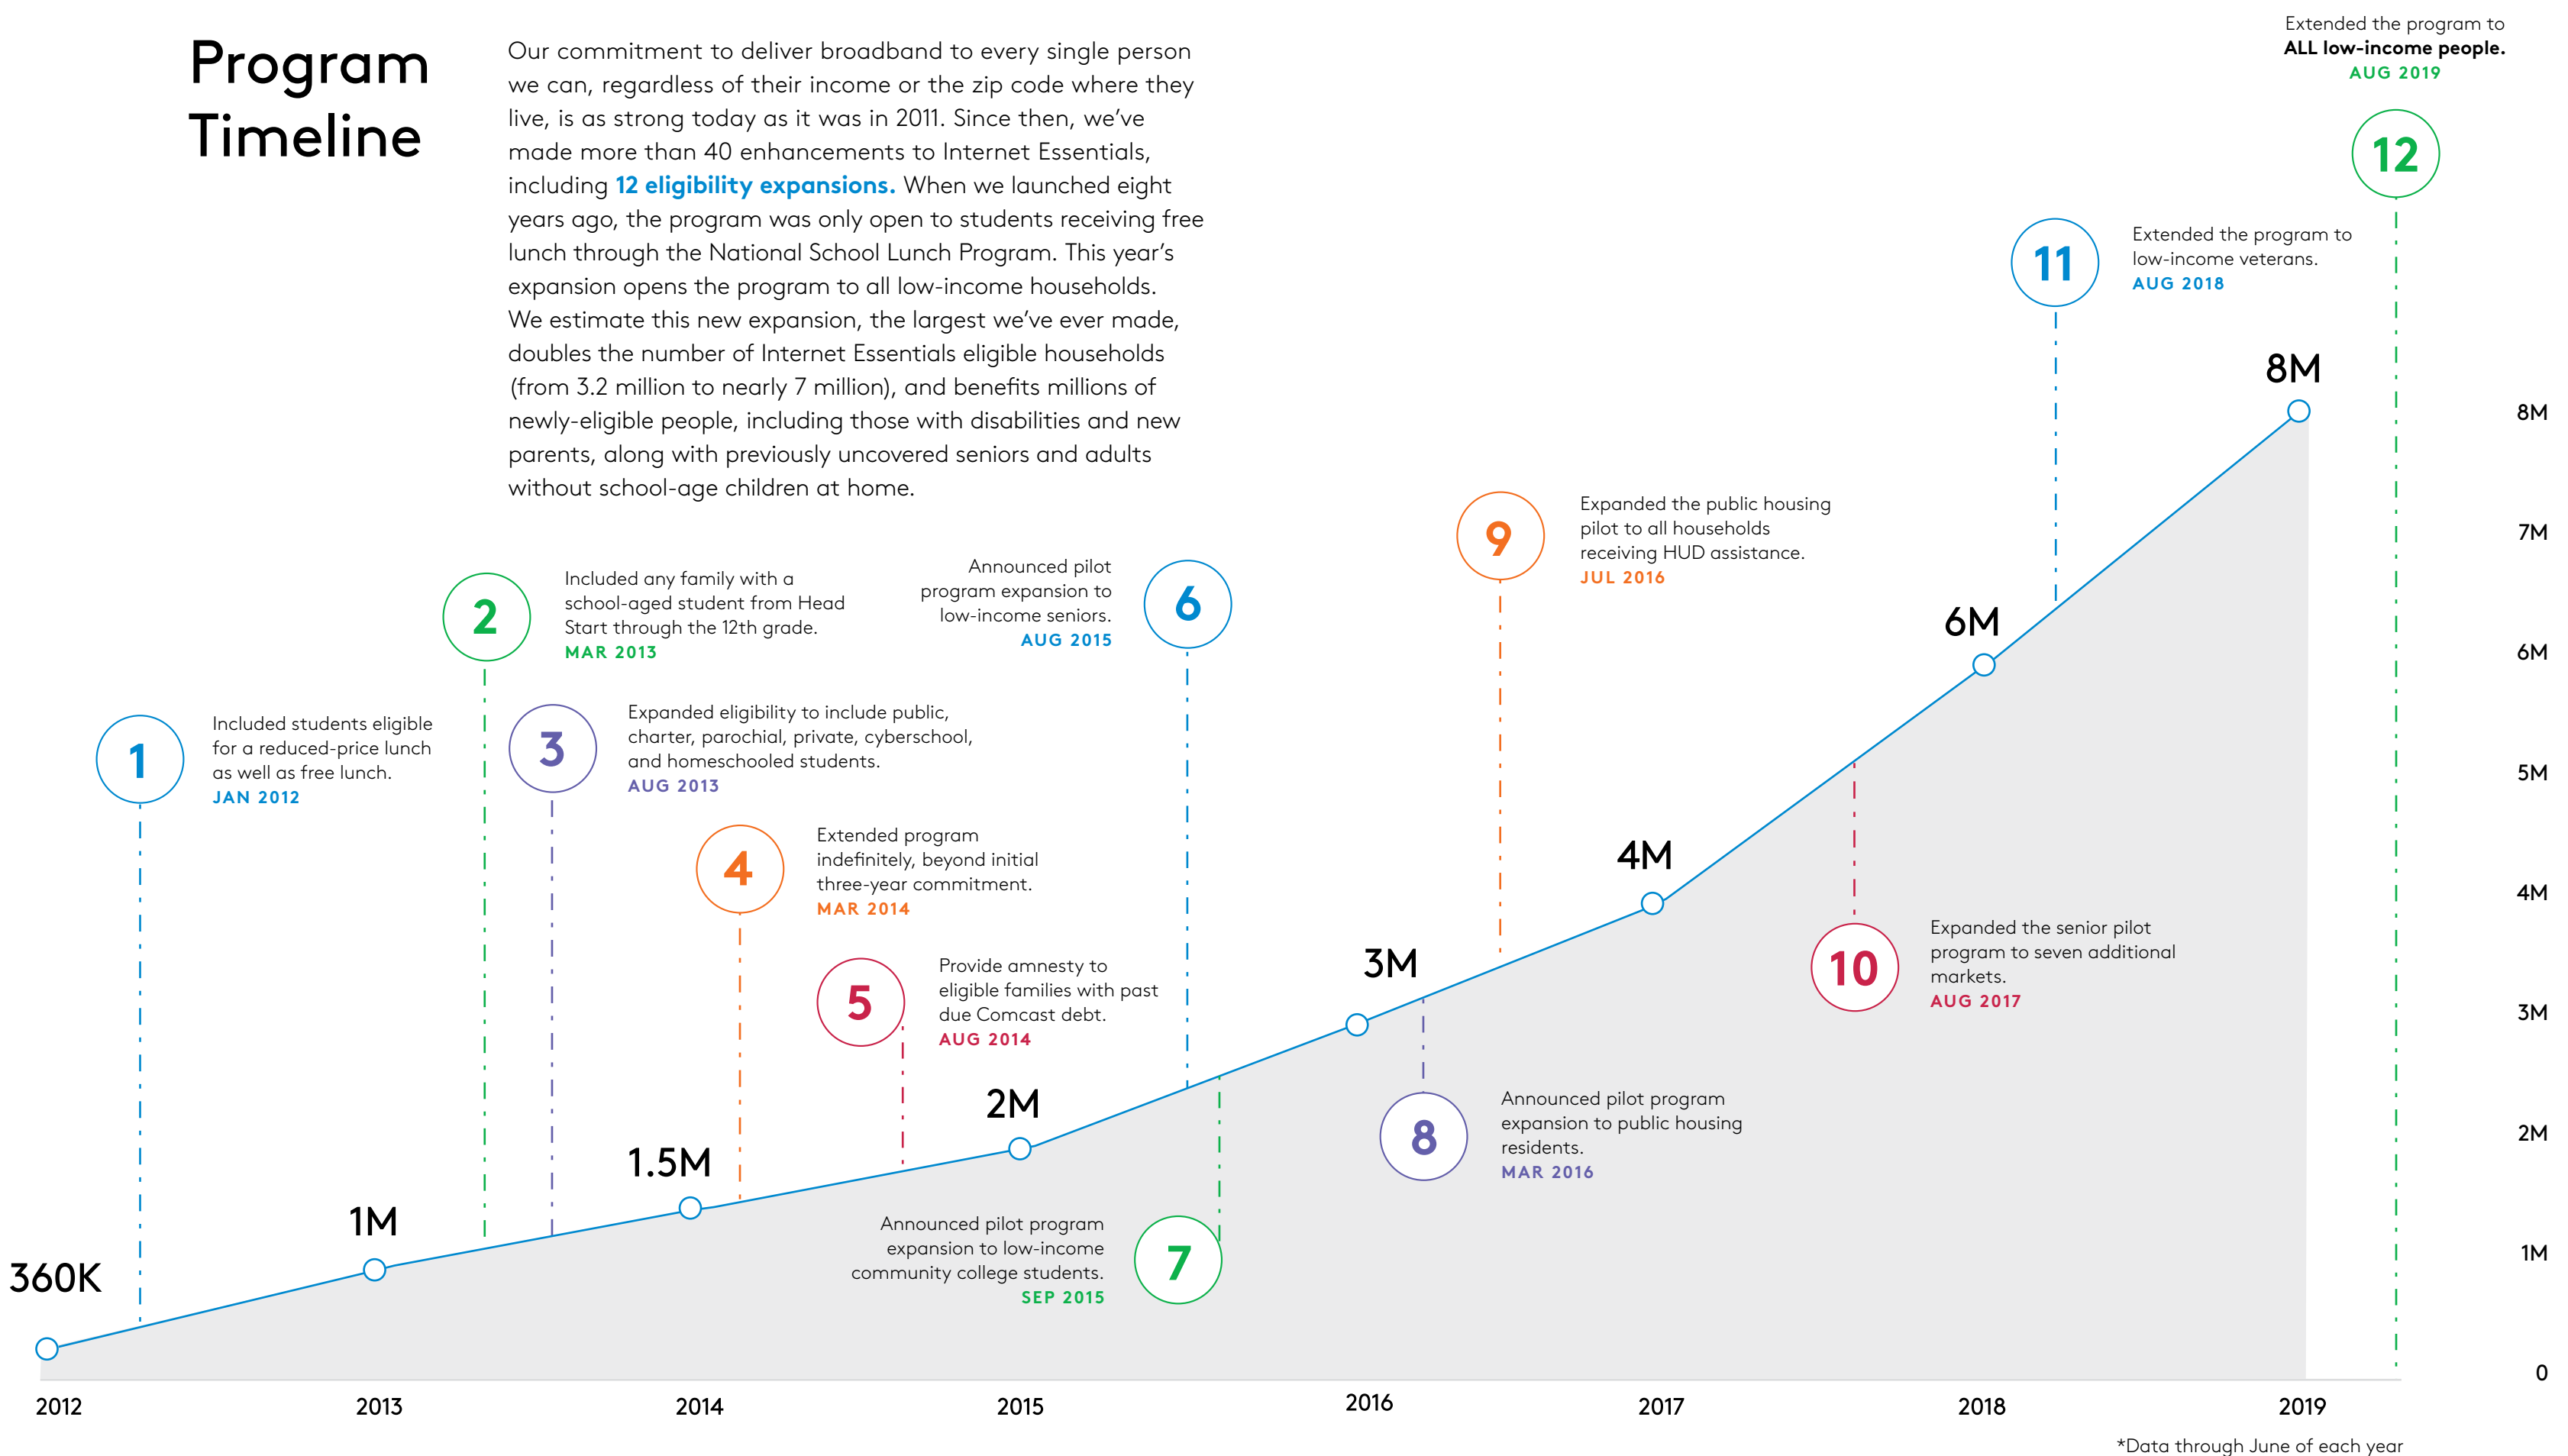 Program
Timeline
Our commitment to deliver broadband to every single person
we can, regardless of their income or the zip code where they
live, is as strong today as it was in 2011. Since then, we've
made more than 40 enhancements to Internet Essentials,
including 12 eligibility expansions. When we launched eight
years ago, the program was only open to students receiving free
lunch through the National School Lunch Program. This year's
expansion opens the program to all low-income households.
We estimate this new expansion, the largest we've ever made,
doubles the number of Internet Essentials eligible households
(from 3.2 million to nearly 7 million), and benefits millions of
newly-eligible people, including those with disabilities and new
parents, along with previously uncovered seniors and adults
without school-age children at home.
1
Included students eligible
for a reduced-price lunch
as well as free lunch.
JAN 2012
2
Included any family with a
school-aged student from Head
Start through the 12th grade.
MAR 2013
3
Expanded eligibility to include public,
charter, parochial, private, cyberschool,
and homeschooled students.
AUG 2013
4
Extended program
indefinitely, beyond initial
three-year commitment.
MAR 2014
5
Provide amnesty to
eligible families with past
due Comcast debt.
AUG 2014
Announced pilot
program expansion to
low-income seniors.
AUG 2015
6
Announced pilot program
expansion to low-income
community college students.
SEP 2015
7
8
Announced pilot program
expansion to public housing
residents.
MAR 2016
9
Expanded the public housing
pilot to all households
receiving HUD assistance.
JUL 2016
10
Expanded the senior pilot
program to seven additional
markets.
AUG 2017
11
Extended the program to
low-income veterans.
AUG 2018
Extended the program to
ALL low-income people.
AUG 2019
12
360K
1M
1.5M
2M
3M
4M
6M
8M
8M
7M
6M
5M
4M
3M
2M
1M
0
2012
2013
2014
2015
2016
2017
2018
2019
*Data through June of each year